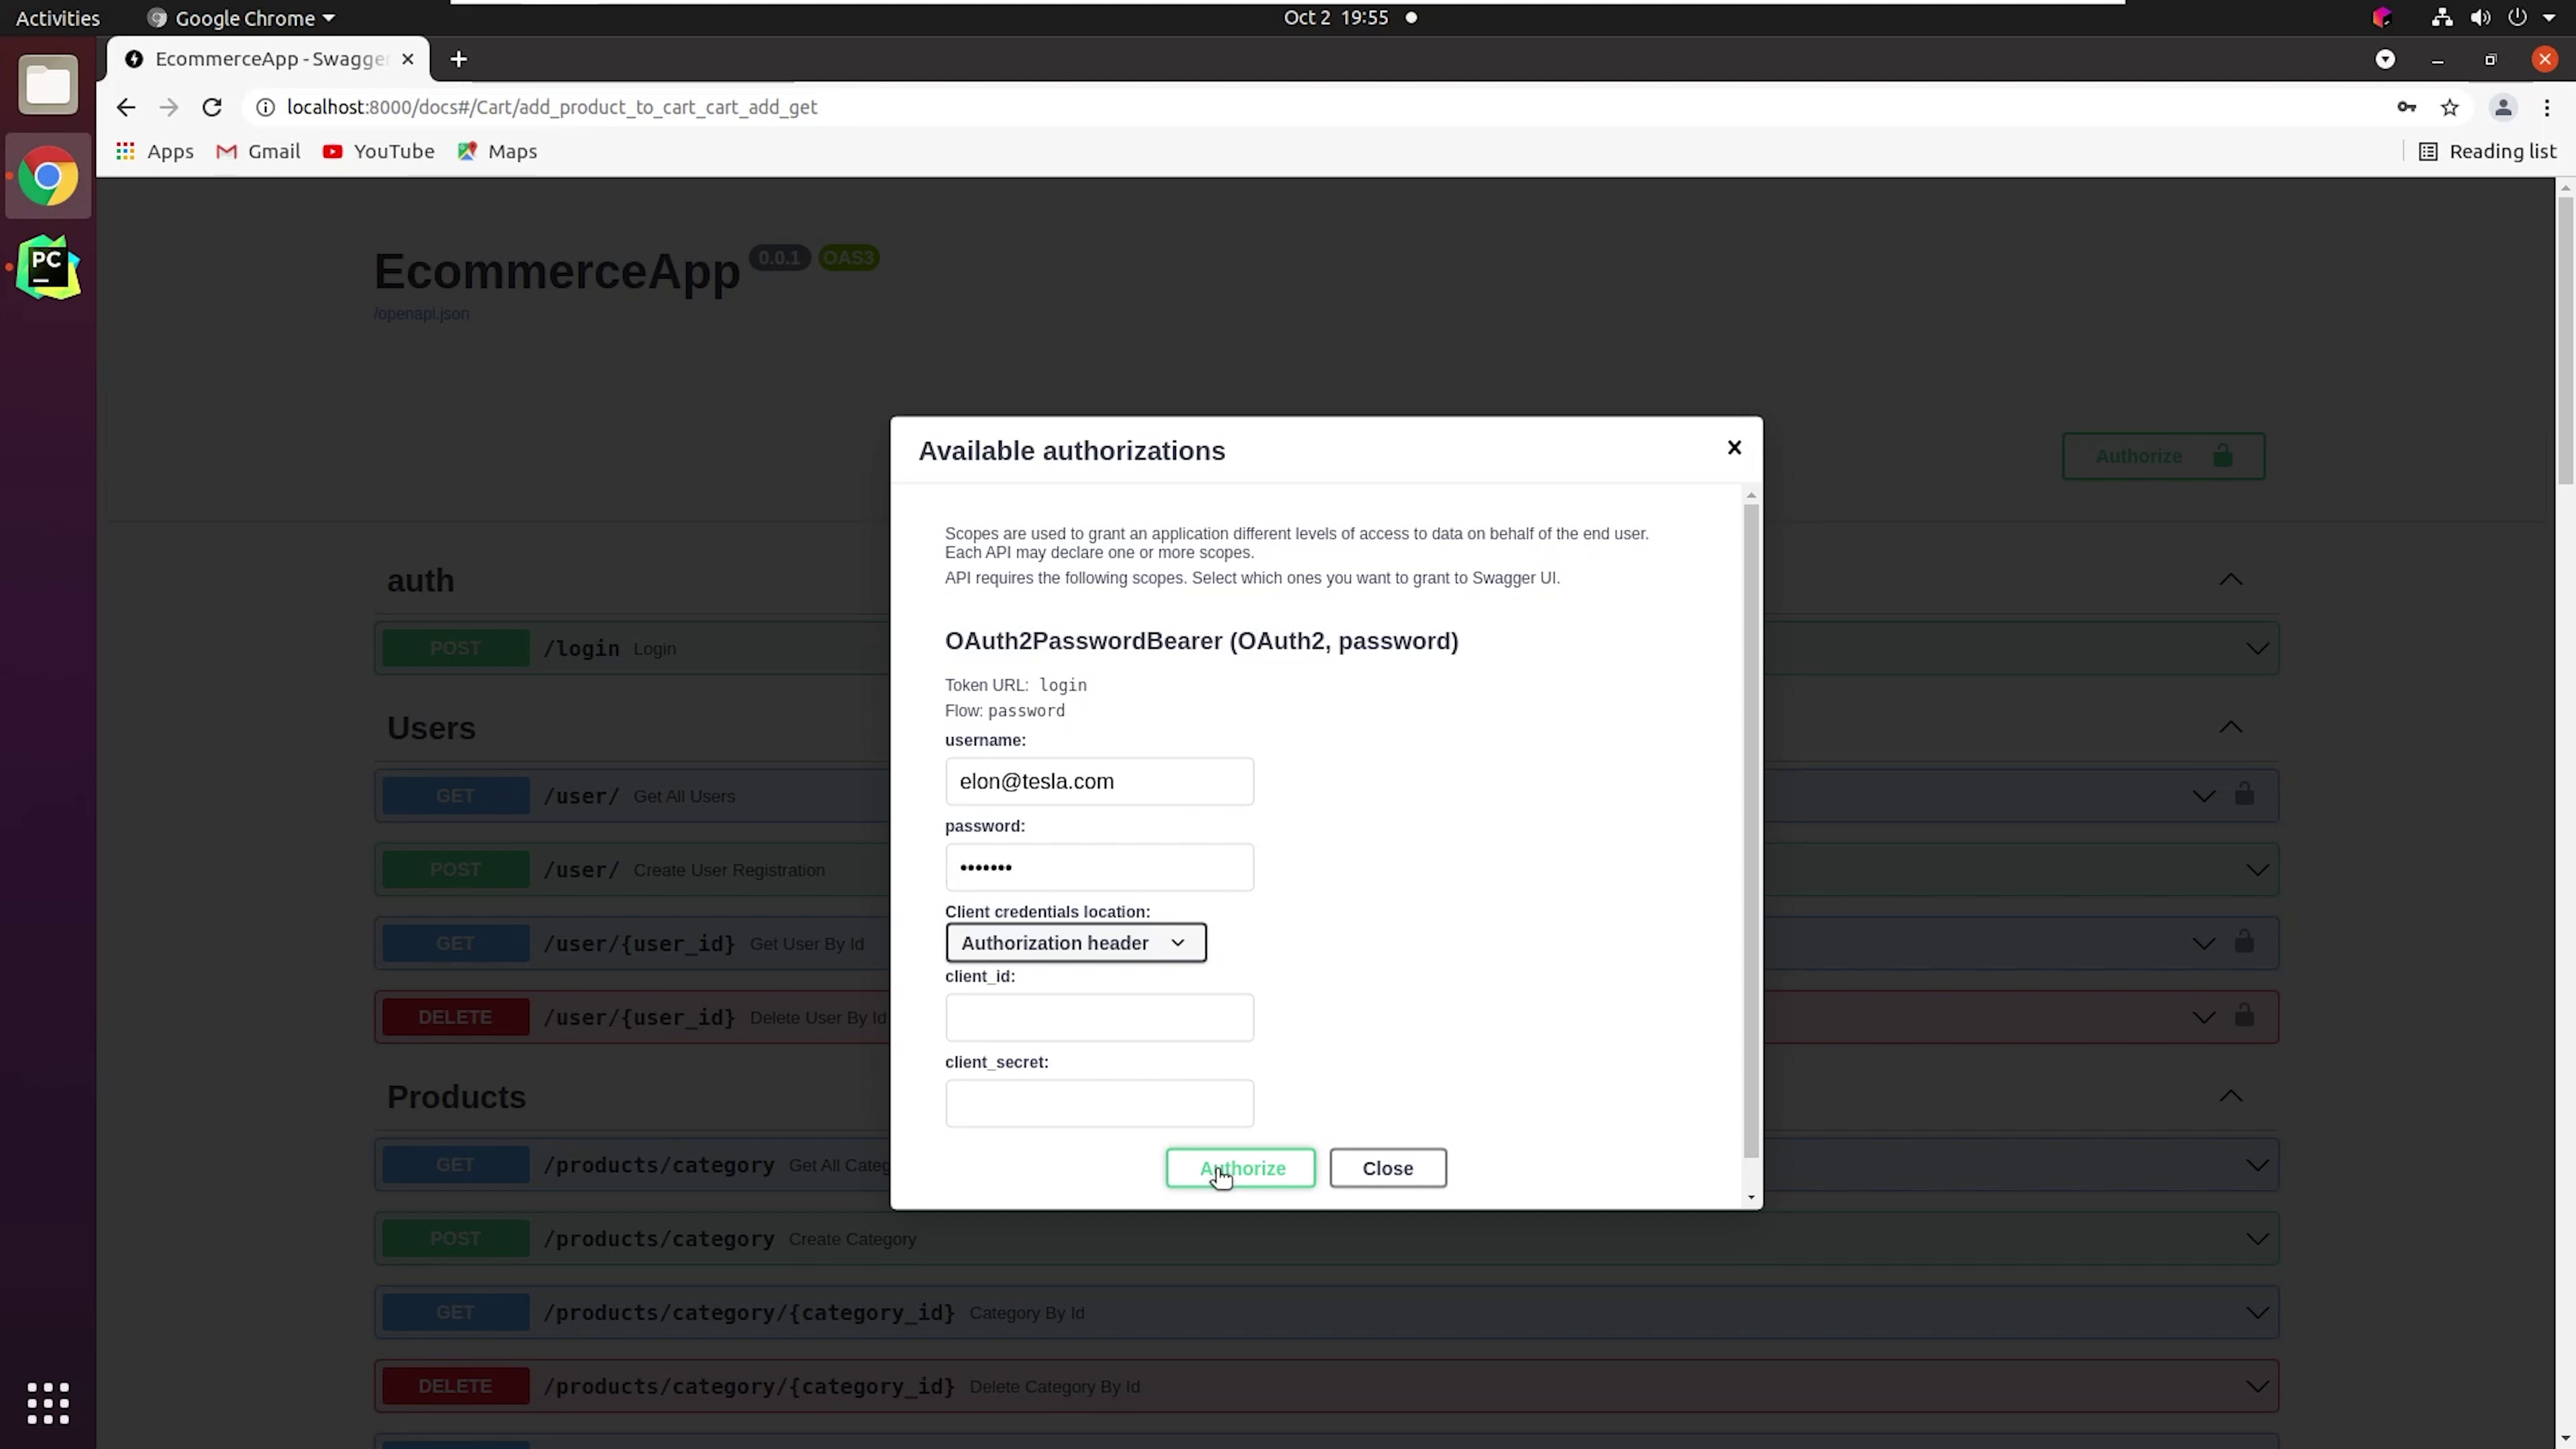 Activities
Google Chrome
Oct 2 19:55
EcommerceApp - Swagge
localhost:8000/docs#/Cart/add_product_to_cart_cart_add_get
Apps
Gmail
YouTube
Maps
Reading list
PC
EcommerceApp
0.0.1
OAS3
/openapi.json
Authorize
Available authorizations
Scopes are used to grant an application different levels of access to data on behalf of the end user.
Each API may declare one or more scopes.
API requires the following scopes. Select which ones you want to grant to Swagger UI.
OAuth2PasswordBearer (OAuth2, password)
Token URL: login
Flow: password
username:
elon@tesla.com
password:
•••••••
Client credentials location:
Authorization header
client_id:
client_secret:
Authorize
Close
auth
POST /login Login
Users
GET /user/ Get All Users
POST /user/ Create User Registration
GET /user/{user_id} Get User By Id
DELETE /user/{user_id} Delete User By Id
Products
GET /products/category Get All Categ
POST /products/category Create Category
GET /products/category/{category_id} Category By Id
DELETE /products/category/{category_id} Delete Category By Id